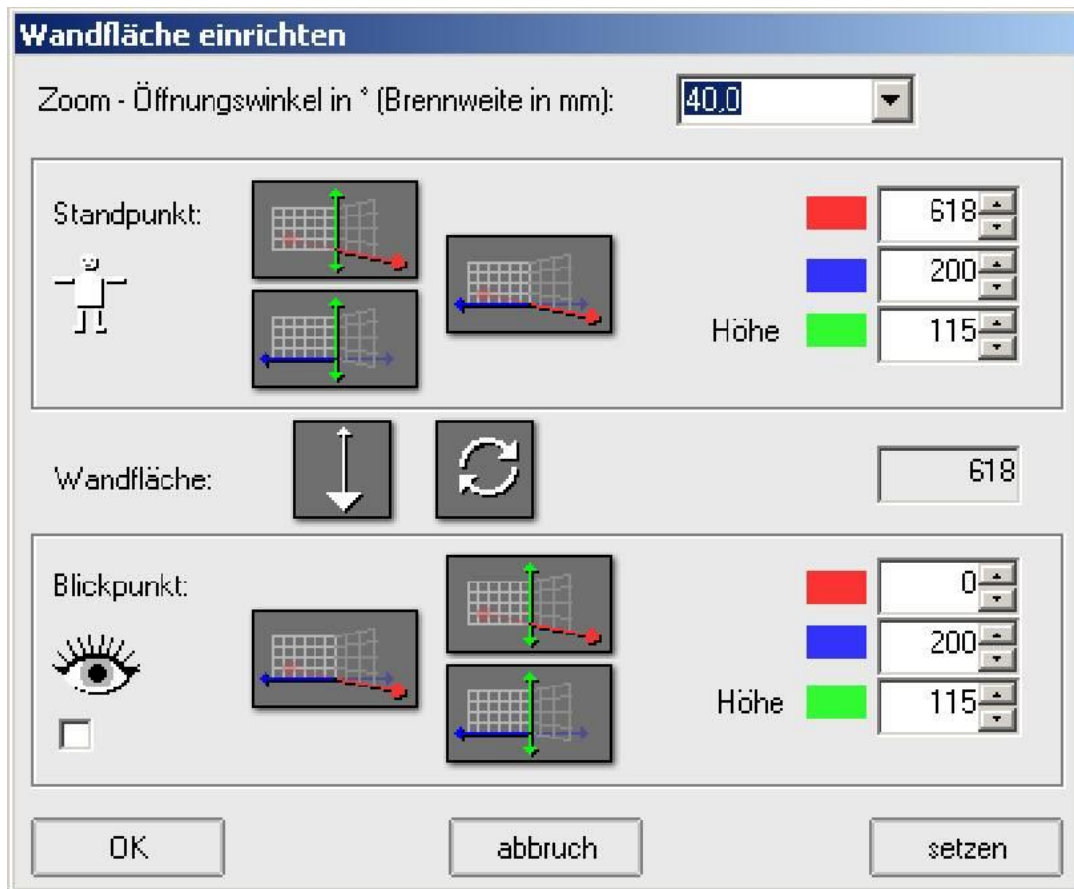 Wandfläche einrichten
Zoom - Öffnungswinkel in ° (Brennweite in mm): 40,0
Standpunkt:
618
200
Höhe 115
Wandfläche: 618
Blickpunkt:
0
200
Höhe 115
OK abbruch setzen